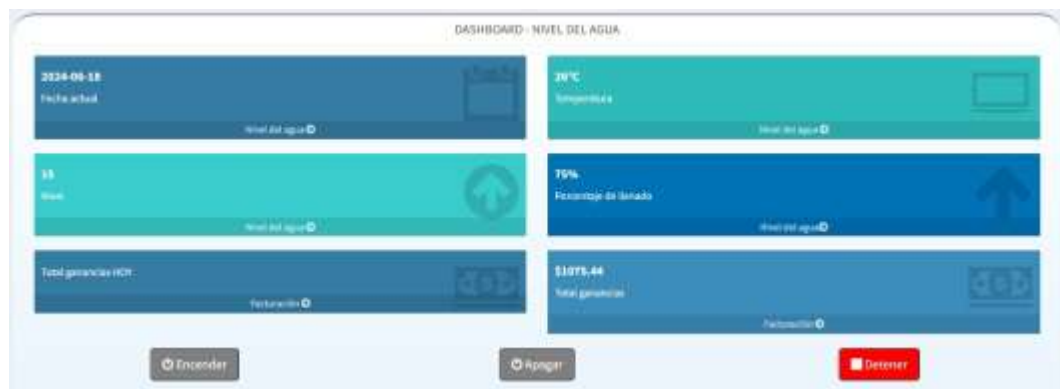 DASHBOARD - NIVEL DEL AGUA
2024-06-18
Fecha actual
Nivel del agua
26°C
Temperatura
Nivel del agua
15
Nivel
Nivel del agua
75%
Porcentaje de llenado
Nivel del agua
Total ganancias HOY
Facturación
$1075.44
Total ganancias
Facturación
Encender
Apagar
Detener